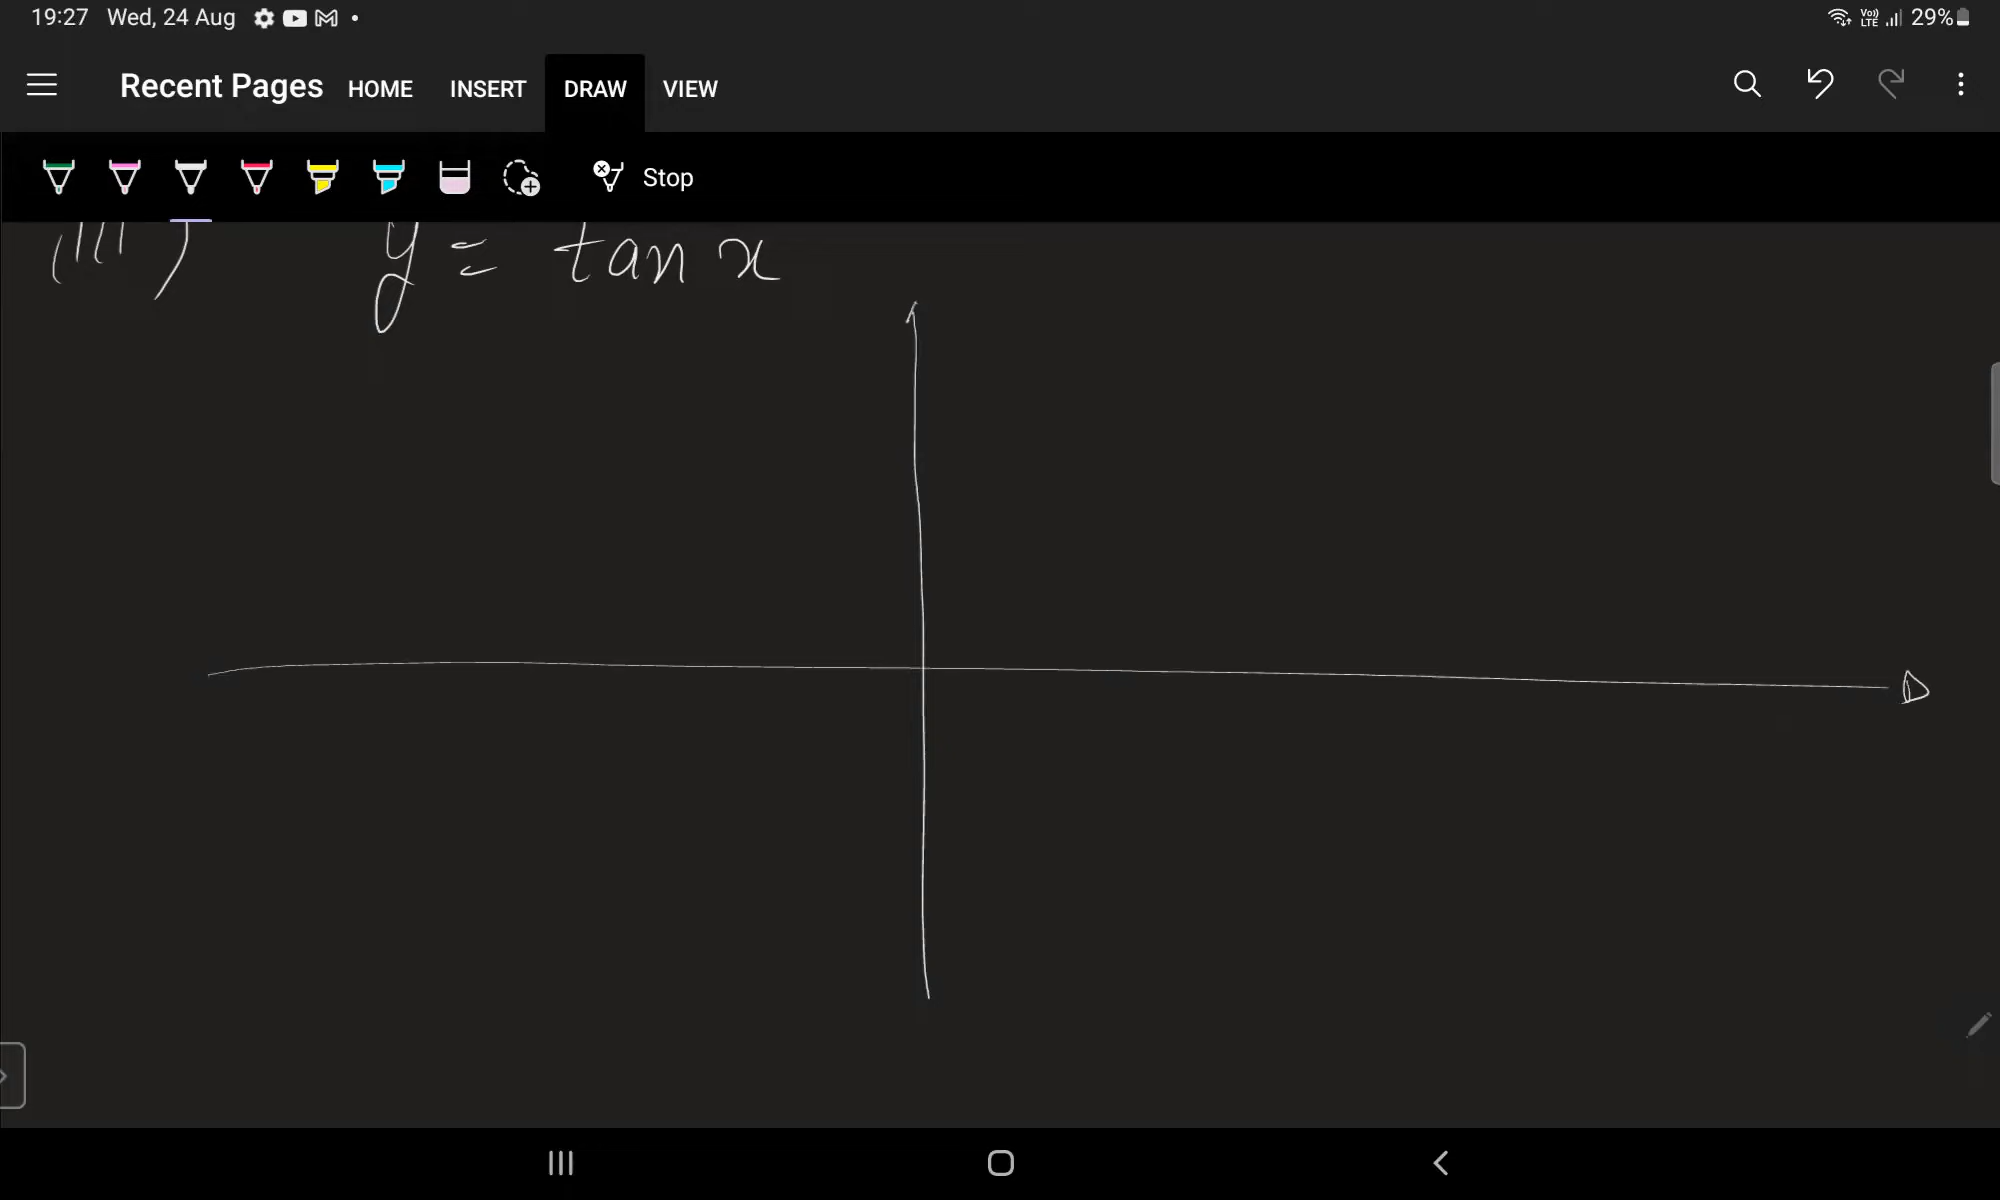 19:27 Wed, 24 Aug 29%
Recent Pages HOME INSERT DRAW VIEW
Stop
(III) y = tan x